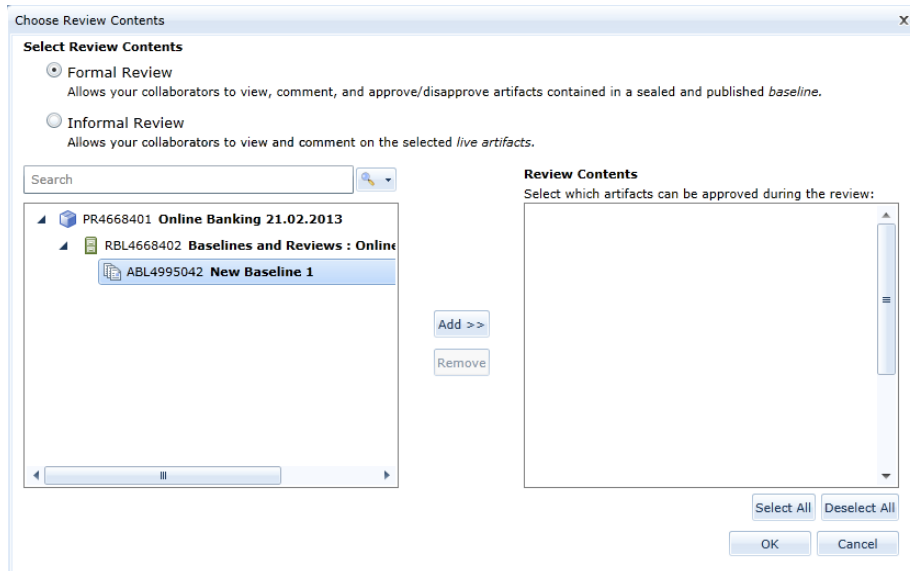 Choose Review Contents
X
Select Review Contents
Formal Review
Allows your collaborators to view, comment, and approve/disapprove artifacts contained in a sealed and published baseline.
Informal Review
Allows your collaborators to view and comment on the selected live artifacts.
Search
PR4668401 Online Banking 21.02.2013
RBL4668402 Baselines and Reviews : Online
ABL4995042 New Baseline 1
Add >>
Remove
Review Contents
Select which artifacts can be approved during the review:
Select All Deselect All
OK Cancel